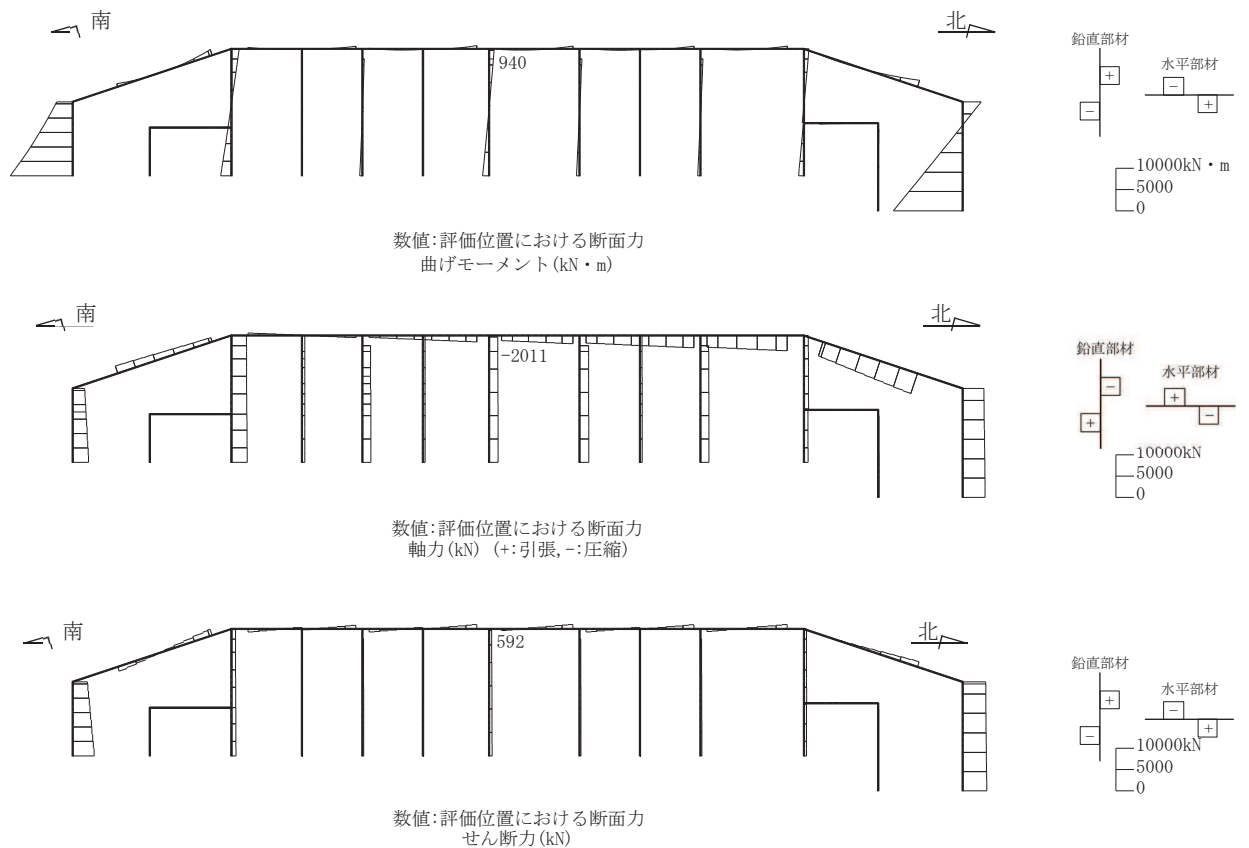 南
北
鉛直部材
水平部材
+
−
−
+
940
10000kN・m
5000
0
数値:評価位置における断面力
曲げモーメント(kN・m)
南
北
鉛直部材
水平部材
−
+
+
−
-2011
10000kN
5000
0
数値:評価位置における断面力
軸力(kN) (+:引張,-:圧縮)
南
北
鉛直部材
水平部材
+
−
−
+
592
10000kN
5000
0
数値:評価位置における断面力
せん断力(kN)